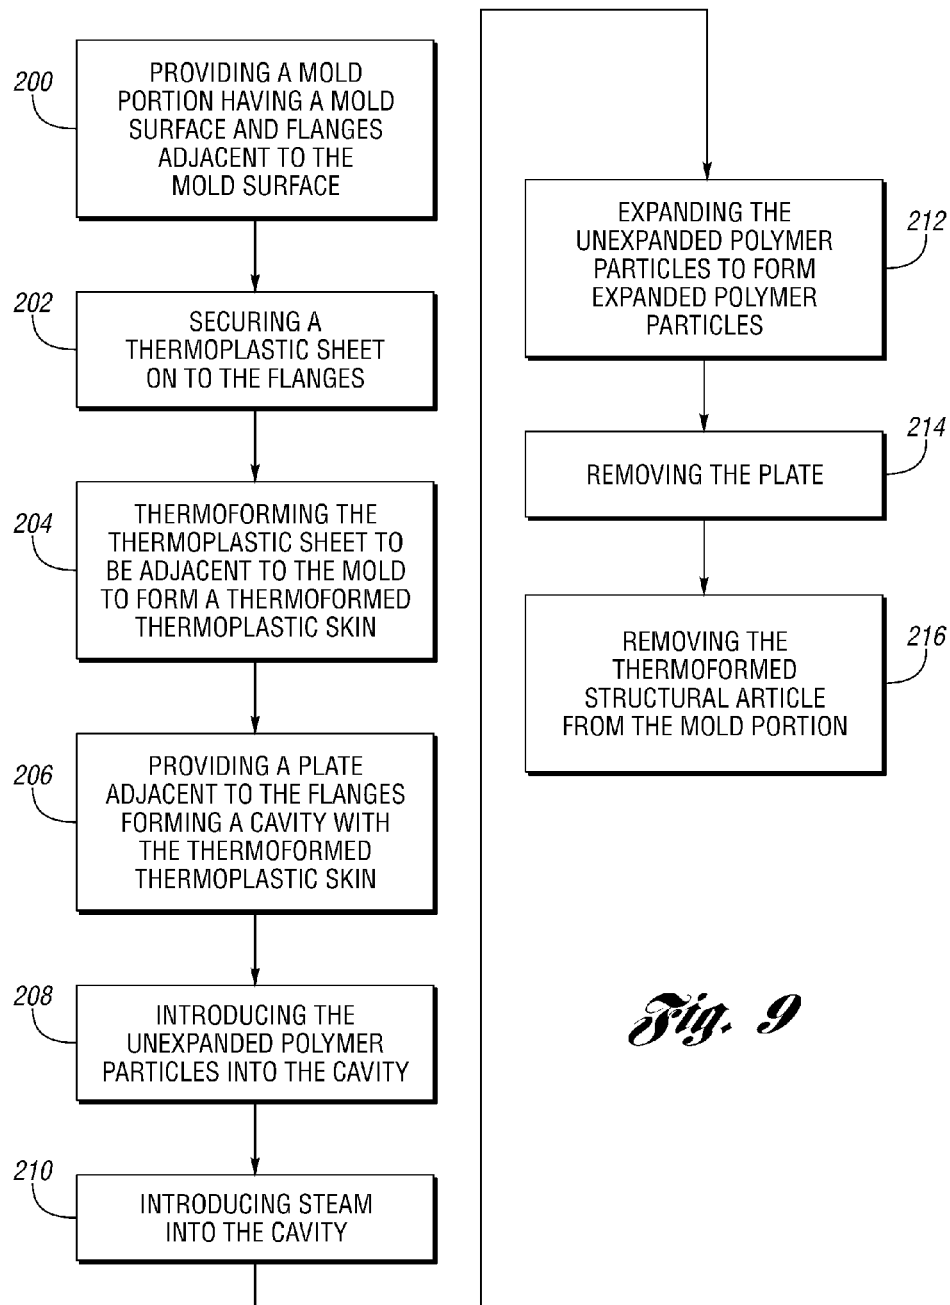 200
PROVIDING A MOLD
PORTION HAVING A MOLD
SURFACE AND FLANGES
ADJACENT TO THE
MOLD SURFACE
202
SECURING A
THERMOPLASTIC SHEET
ON TO THE FLANGES
204
THERMOFORMING THE
THERMOPLASTIC SHEET TO
BE ADJACENT TO THE MOLD
TO FORM A THERMOFORMED
THERMOPLASTIC SKIN
206
PROVIDING A PLATE
ADJACENT TO THE FLANGES
FORMING A CAVITY WITH
THE THERMOFORMED
THERMOPLASTIC SKIN
208
INTRODUCING THE
UNEXPANDED POLYMER
PARTICLES INTO THE CAVITY
210
INTRODUCING STEAM
INTO THE CAVITY
212
EXPANDING THE
UNEXPANDED POLYMER
PARTICLES TO FORM
EXPANDED POLYMER
PARTICLES
214
REMOVING THE PLATE
216
REMOVING THE
THERMOFORMED
STRUCTURAL ARTICLE
FROM THE MOLD PORTION
Fig. 9